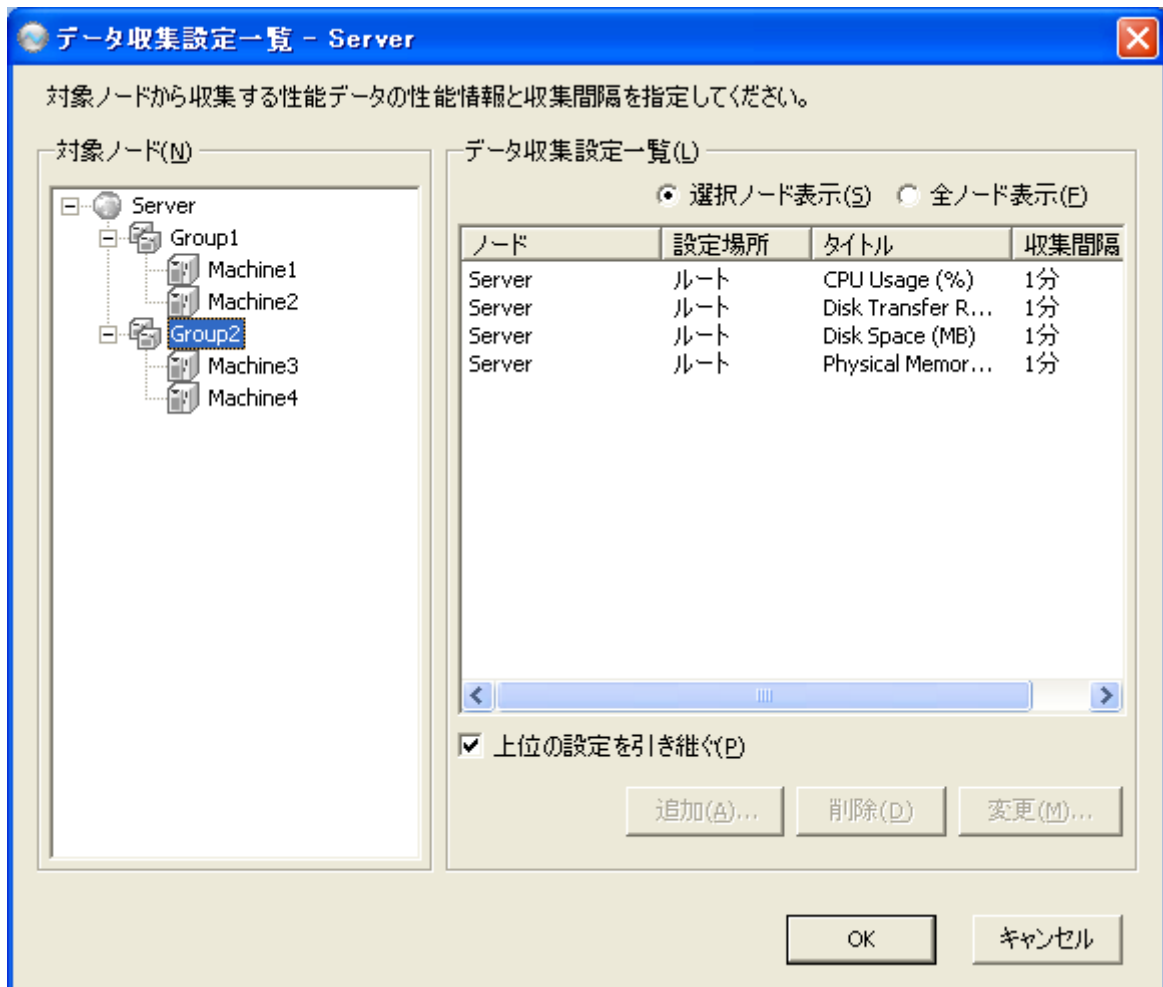 データ収集設定一覧 - Server
対象ノードから収集する性能データの性能情報と収集間隔を指定してください。
対象ノード(N)
Server
Group1
Machine1
Machine2
Group2
Machine3
Machine4
データ収集設定一覧(L)
選択ノード表示(S) 全ノード表示(F)
ノード 設定場所 タイトル 収集間隔
Server ルート CPU Usage (%) 1分
Server ルート Disk Transfer R... 1分
Server ルート Disk Space (MB) 1分
Server ルート Physical Memor... 1分
上位の設定を引き継ぐ(P)
追加(A)... 削除(D) 変更(M)...
OK キャンセル